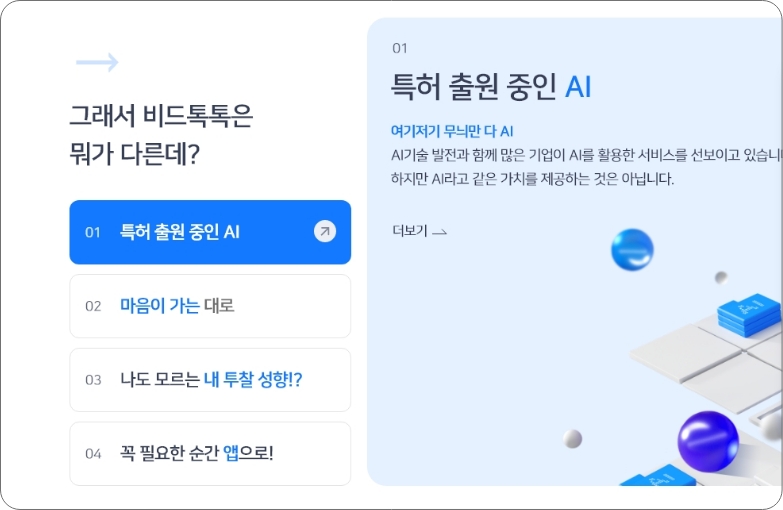 그래서 비드톡톡은
뭐가 다른데?
01 특허 출원 중인 AI
02 마음이 가는 대로
03 나도 모르는 내 투찰 성향!?
04 꼭 필요한 순간 앱으로!
01
특허 출원 중인 AI
여기저기 무늬만 다 AI
AI기술 발전과 함께 많은 기업이 AI를 활용한 서비스를 선보이고
하지만 AI라고 같은 가치를 제공하는 것은 아닙니다.
더보기
AI